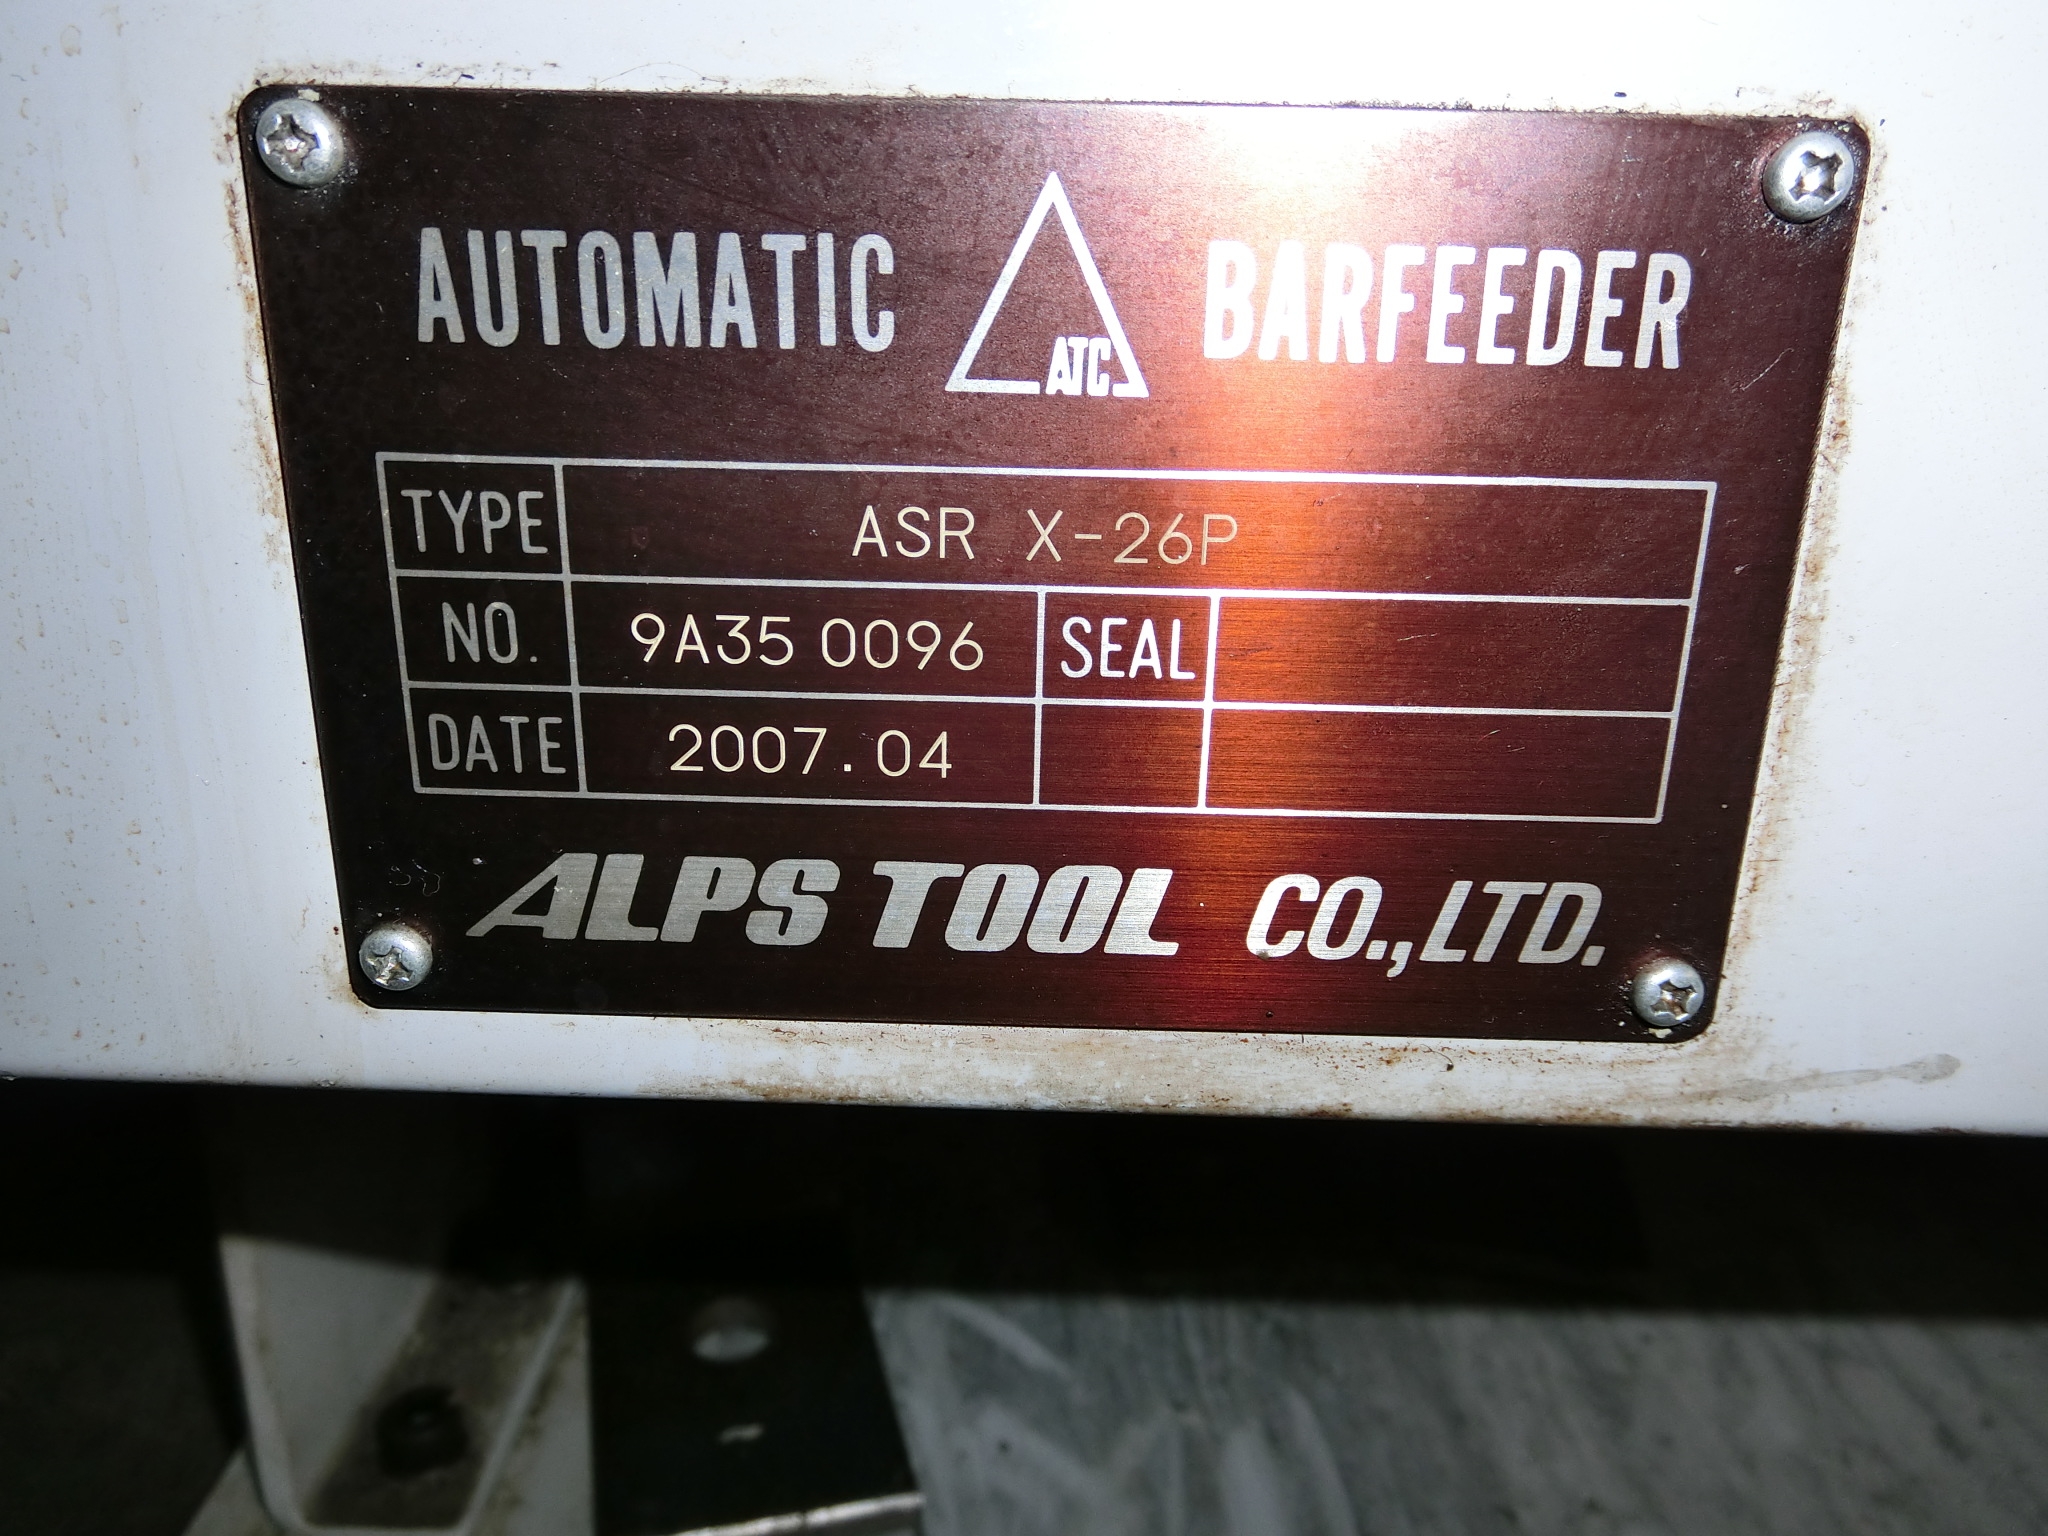 AUTOMATIC ATC BARFEEDER
TYPE ASR X-26P
NO. 9A35 0096 SEAL
DATE 2007.04
ALPS TOOL CO.,LTD.